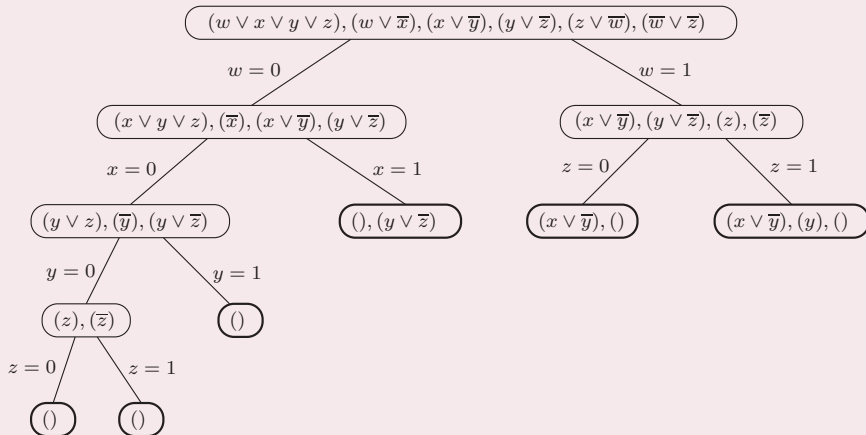 (w ∨ x ∨ y ∨ z), (w ∨ x̅), (x ∨ y̅), (y ∨ z̅), (z ∨ w̅), (w̅ ∨ z̅)
w = 0 w = 1
(x ∨ y ∨ z), (x̅), (x ∨ y̅), (y ∨ z̅) (x ∨ y̅), (y ∨ z̅), (z), (z̅)
x = 0 x = 1 z = 0 z = 1
(y ∨ z), (y̅), (y ∨ z̅) (), (y ∨ z̅) (x ∨ y̅), () (x ∨ y̅), (y), ()
y = 0 y = 1
(z), (z̅) ()
z = 0 z = 1
() ()